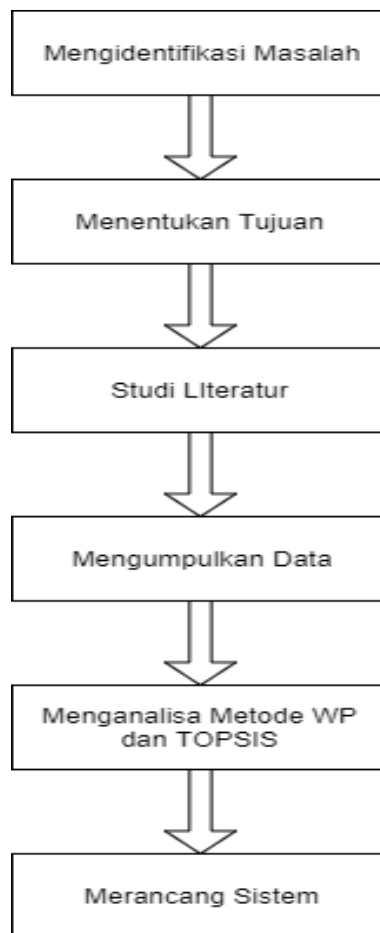 Mengidentifikasi Masalah
Menentukan Tujuan
Studi LIteratur
Mengumpulkan Data
Menganalisa Metode WP
dan TOPSIS
Merancang Sistem